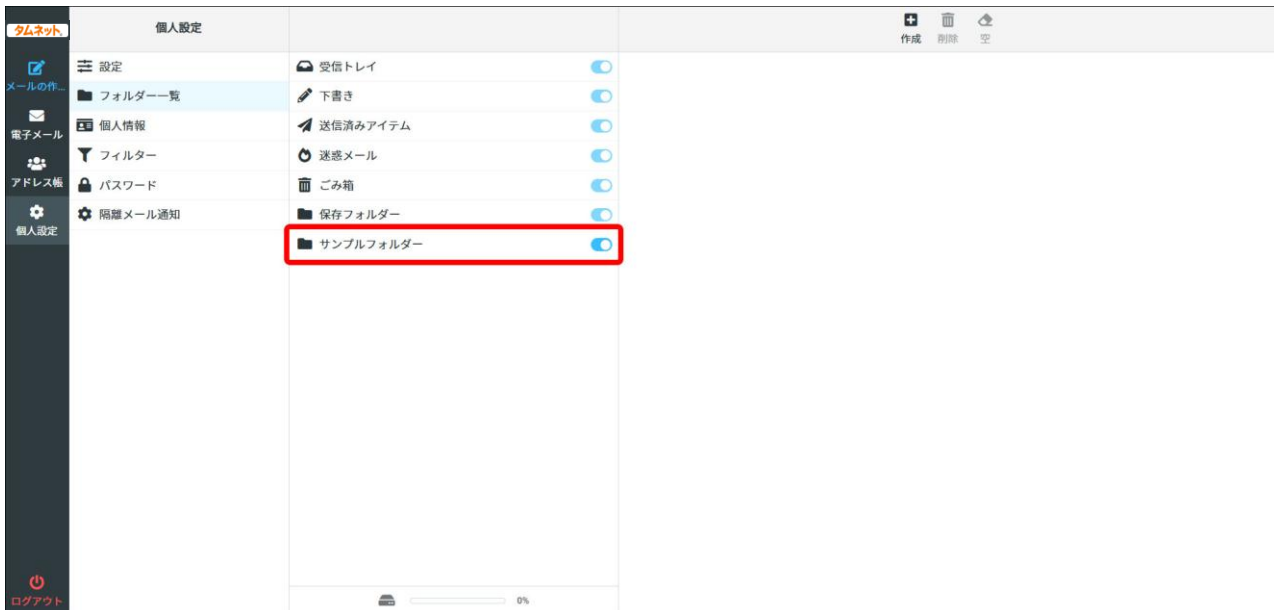 タムネット
メールの作...
電子メール
アドレス帳
個人設定
ログアウト
個人設定
設定
フォルダー一覧
個人情報
フィルター
パスワード
隔離メール通知
受信トレイ
下書き
送信済みアイテム
迷惑メール
ごみ箱
保存フォルダー
サンプルフォルダー
0%
作成 削除 空